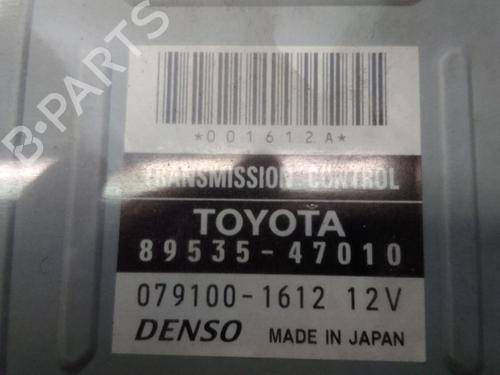 B-PARTS
*001612A*
TRANSMISSION CONTROL
TOYOTA
89535-47010
079100-1612 12V
DENSO MADE IN JAPAN